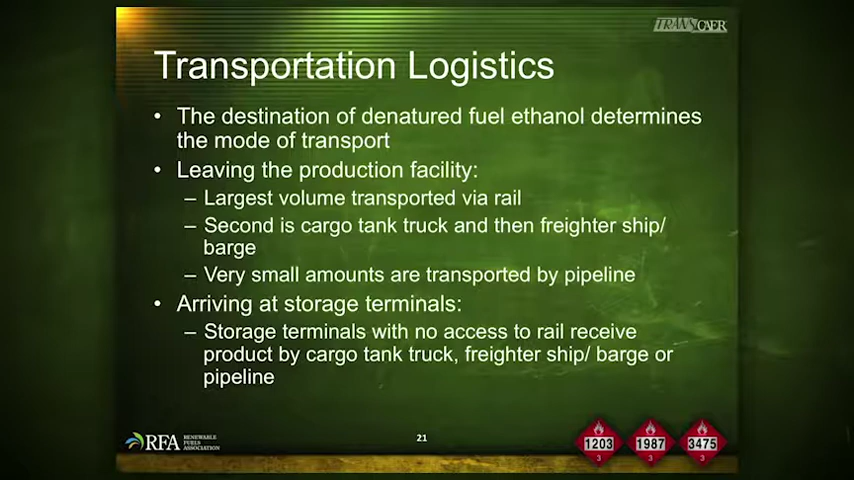 TRANSCAER
Transportation Logistics
• The destination of denatured fuel ethanol determines
the mode of transport
• Leaving the production facility:
– Largest volume transported via rail
– Second is cargo tank truck and then freighter ship/
barge
– Very small amounts are transported by pipeline
• Arriving at storage terminals:
– Storage terminals with no access to rail receive
product by cargo tank truck, freighter ship/ barge or
pipeline
RFA RENEWABLE
FUELS
ASSOCIATION
21
1203 1987 3475
3 3 3